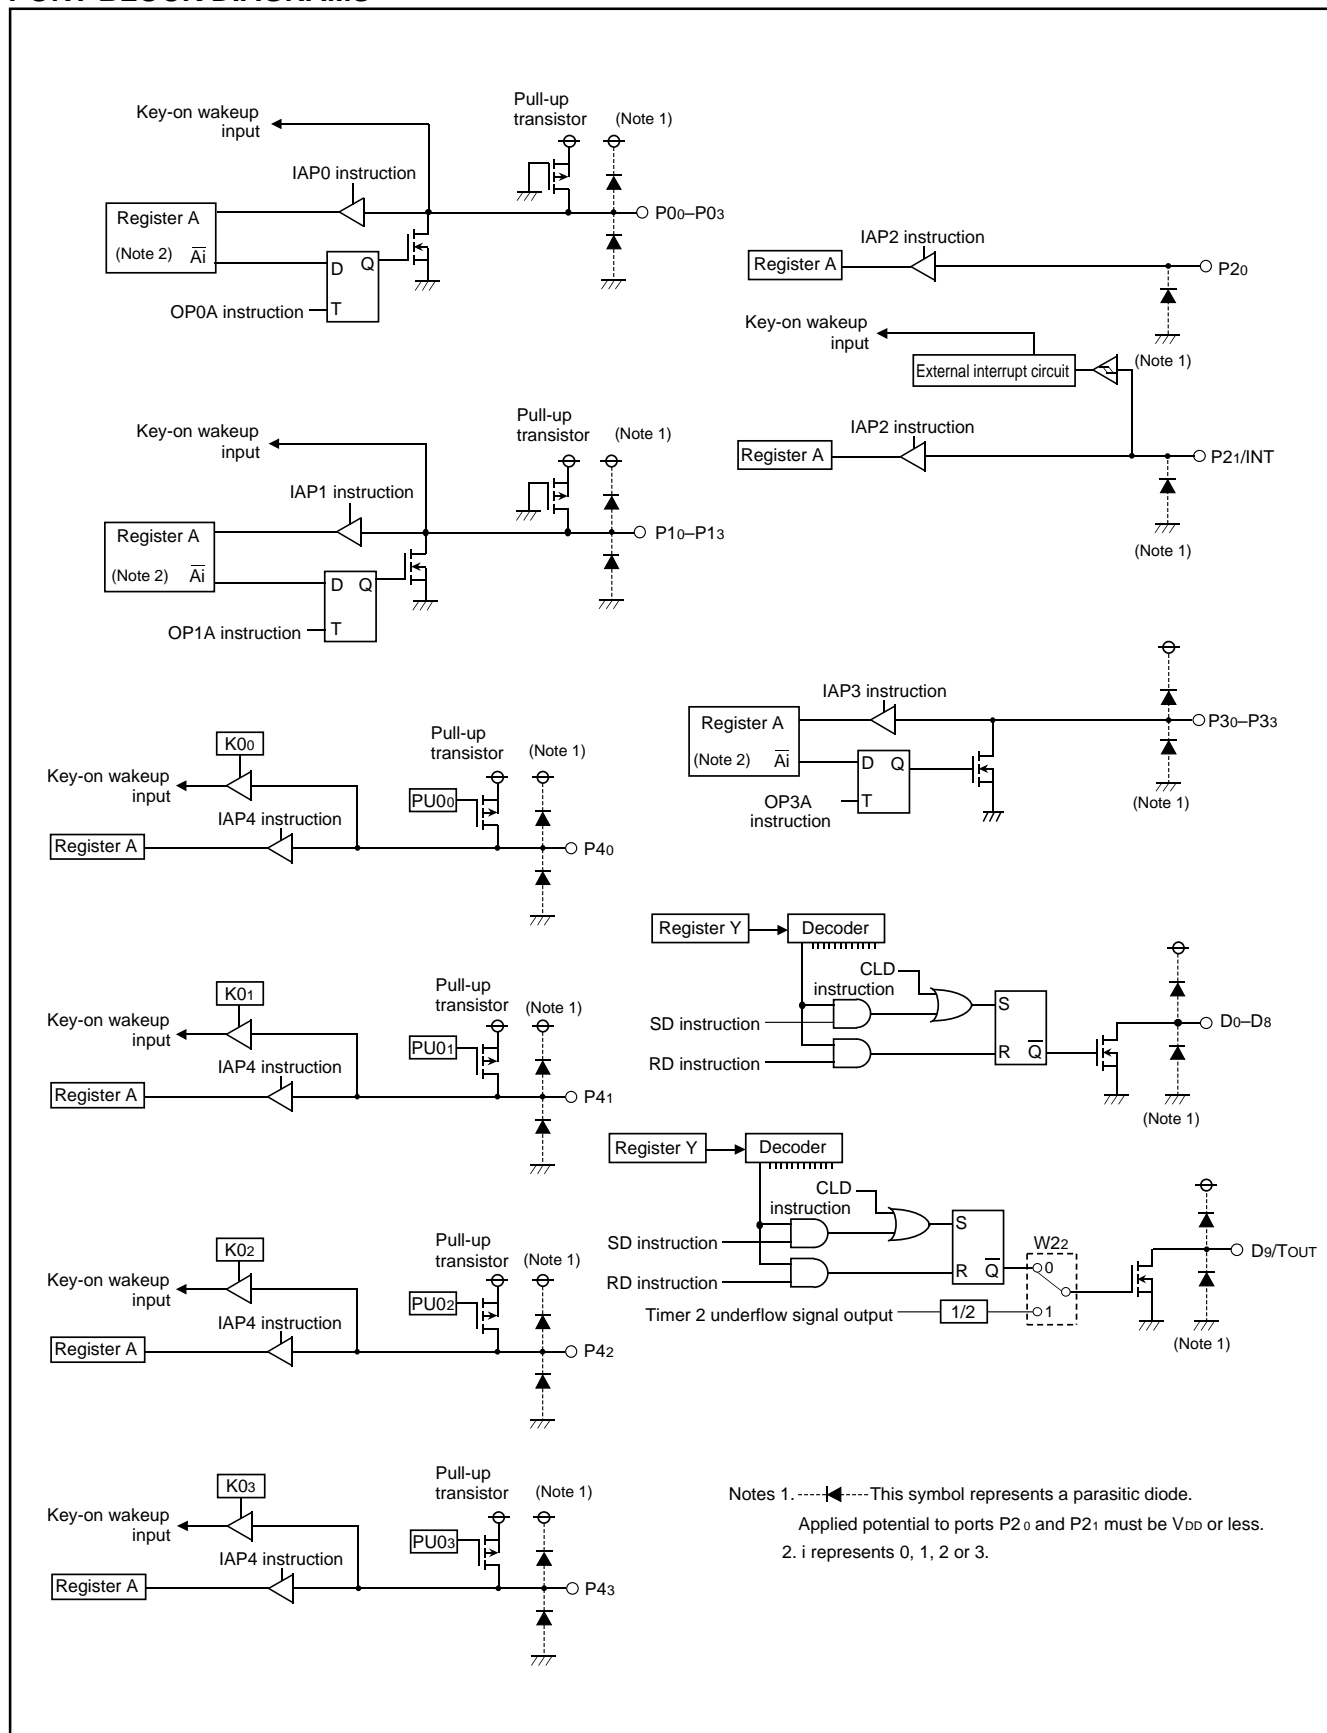 PORT BLOCK DIAGRAMS
Key-on wakeup
input
Pull-up
transistor
(Note 1)
IAP0 instruction
Register A
(Note 2)
Ai
D
Q
T
P00–P03
OP0A instruction
Key-on wakeup
input
Pull-up
transistor
(Note 1)
IAP1 instruction
Register A
(Note 2)
Ai
D
Q
T
P10–P13
OP1A instruction
K00
Key-on wakeup
input
IAP4 instruction
Register A
Pull-up
transistor
(Note 1)
PU00
P40
K01
Key-on wakeup
input
IAP4 instruction
Register A
Pull-up
transistor
(Note 1)
PU01
P41
K02
Key-on wakeup
input
IAP4 instruction
Register A
Pull-up
transistor
(Note 1)
PU02
P42
K03
Key-on wakeup
input
IAP4 instruction
Register A
Pull-up
transistor
(Note 1)
PU03
P43
IAP2 instruction
Register A
P20
Key-on wakeup
input
External interrupt circuit
(Note 1)
IAP2 instruction
Register A
P21/INT
(Note 1)
IAP3 instruction
Register A
(Note 2)
Ai
D
Q
T
P30–P33
OP3A
instruction
(Note 1)
Register Y
Decoder
CLD
instruction
SD instruction
RD instruction
S
R
Q
D0–D8
(Note 1)
Register Y
Decoder
CLD
instruction
SD instruction
RD instruction
S
R
Q
W22
0
1
Timer 2 underflow signal output
1/2
D9/TOUT
(Note 1)
Notes 1. This symbol represents a parasitic diode.
Applied potential to ports P20 and P21 must be VDD or less.
2. i represents 0, 1, 2 or 3.